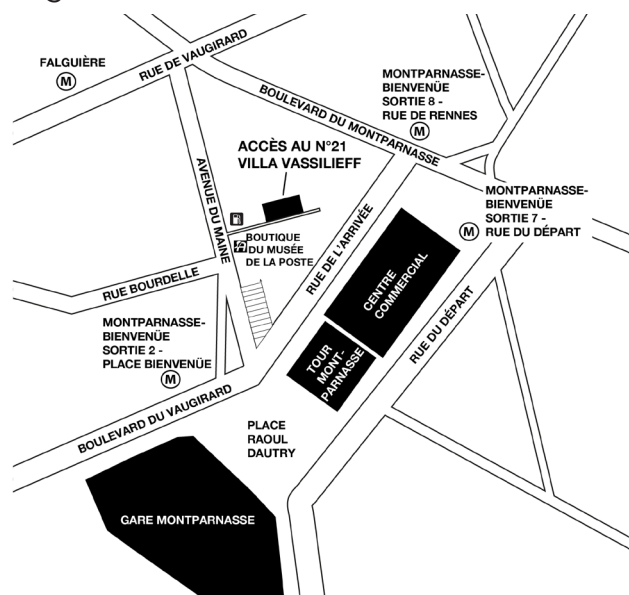 FALGUIÈRE
M
RUE DE VAUGIRARD
BOULEVARD DU MONTPARNASSE
MONTPARNASSE-
BIENVENÜE
SORTIE 8 -
RUE DE RENNES
M
ACCÈS AU N°21
VILLA VASSILIEFF
AVENUE DU MAINE
MONTPARNASSE-
BIENVENÜE
SORTIE 7 -
RUE DU DÉPART
M
BOUTIQUE
DU MUSÉE
DE LA POSTE
RUE DE L'ARRIVÉE
CENTRE
COMMERCIAL
RUE BOURDELLE
MONTPARNASSE-
BIENVENÜE
SORTIE 2 -
PLACE BIENVENÜE
M
TOUR
MONT-
PARNASSE
RUE DU DÉPART
BOULEVARD DU VAUGIRARD
PLACE
RAOUL
DAUTRY
GARE MONTPARNASSE